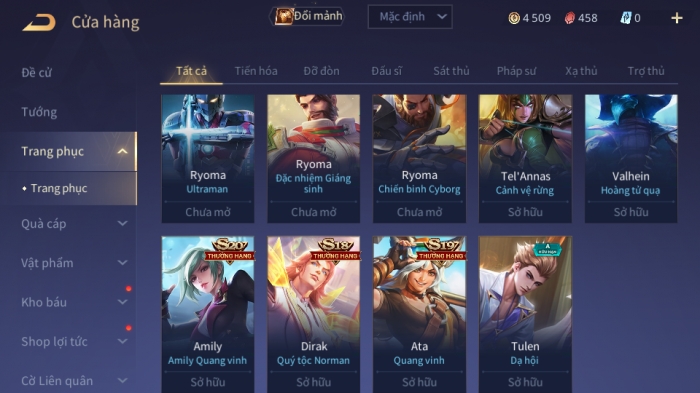 Cửa hàng
Đổi mảnh
Mặc định
4 509
458
0
Đề cử
Tướng
Trang phục
Trang phục
Quà cáp
Vật phẩm
Kho báu
Shop lợi tức
Cờ Liên quân
Tất cả Tiến hóa Đỡ đòn Đấu sĩ Sát thủ Pháp sư Xạ thủ Trợ thủ
Ryoma
Ultraman
Chưa mở
Ryoma
Đặc nhiệm Giáng
sinh
Chưa mở
Ryoma
Chiến binh Cyborg
Chưa mở
Tel'Annas
Cảnh vệ rừng
Sở hữu
Valhein
Hoàng tử quạ
Sở hữu
S20
THƯỜNG HẠNG
Amily
Amily Quang vinh
Sở hữu
S18
THƯỜNG HẠNG
Dirak
Quý tộc Norman
Sở hữu
S19
THƯỜNG HẠNG
Ata
Quang vinh
Sở hữu
A
Tulen
Dạ hội
Sở hữu